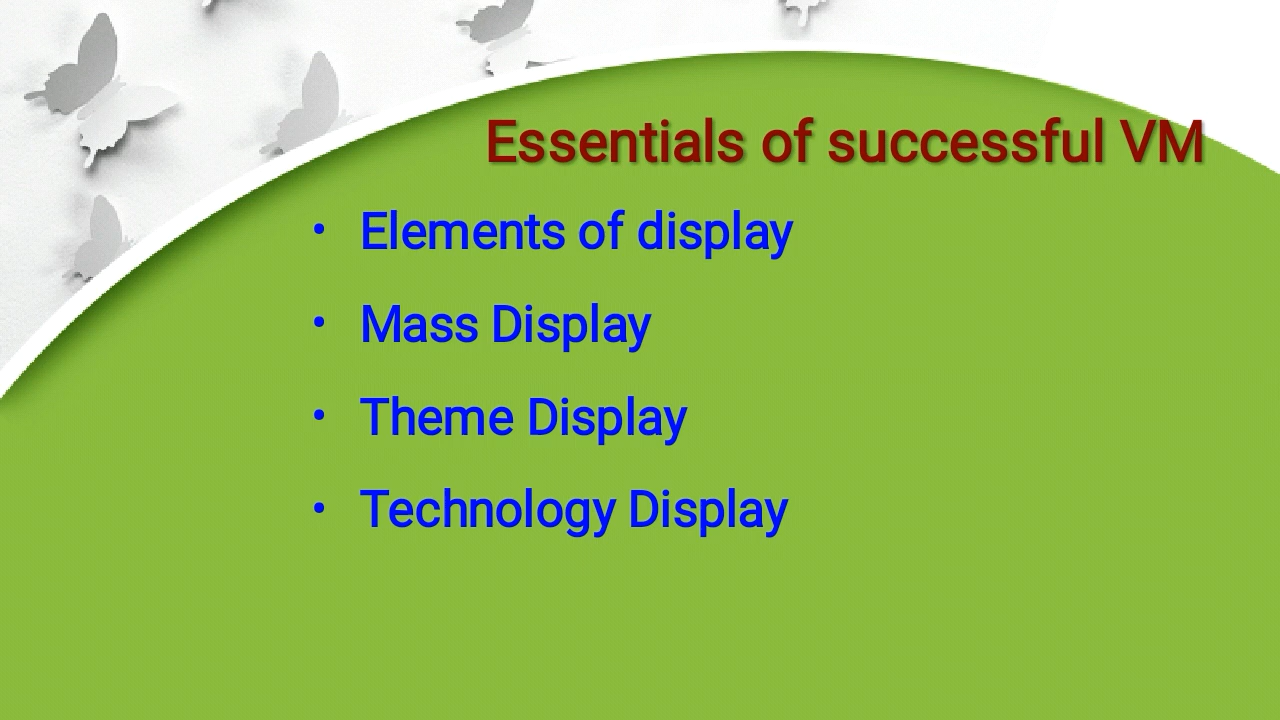 Essentials of successful VM
• Elements of display
• Mass Display
• Theme Display
• Technology Display